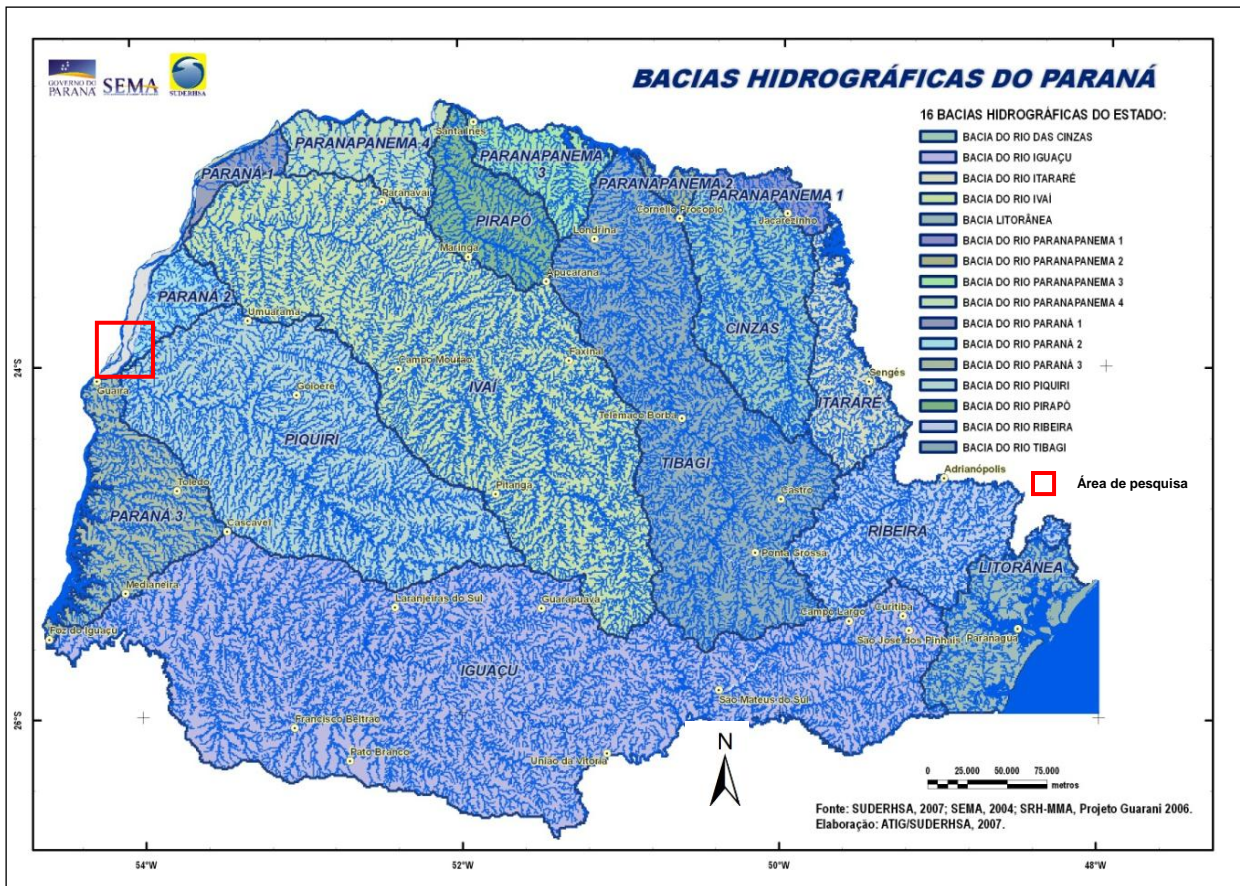 GOVERNO DO
PARANÁ
SEMA
SUDERHSA
BACIAS HIDROGRÁFICAS DO PARANÁ
16 BACIAS HIDROGRÁFICAS DO ESTADO:
BACIA DO RIO DAS CINZAS
BACIA DO RIO IGUAÇU
BACIA DO RIO ITARARÉ
BACIA DO RIO IVAÍ
BACIA LITORÂNEA
BACIA DO RIO PARANAPANEMA 1
BACIA DO RIO PARANAPANEMA 2
BACIA DO RIO PARANAPANEMA 3
BACIA DO RIO PARANAPANEMA 4
BACIA DO RIO PARANÁ 1
BACIA DO RIO PARANÁ 2
BACIA DO RIO PARANÁ 3
BACIA DO RIO PIQUIRI
BACIA DO RIO PIRAPÓ
BACIA DO RIO RIBEIRA
BACIA DO RIO TIBAGI
Área de pesquisa
Santa Inês
PARANAPANEMA 4
PARANAPANEMA
3
PARANÁ 1
PARANAPANEMA 2
PARANAPANEMA 1
Paranavaí
Cornélio Procópio
Jacarezinho
PIRAPÓ
Londrina
Maringa
Apucarana
PARANÁ 2
Umuarama
CINZAS
Faxinal
Campo Mourão
24°S
Guaíra
Goioerê
IVAÍ
Sengés
ITARARÉ
Telemaco Borba
PIQUIRI
TIBAGI
Adrianópolis
Toledo
Pitanga
Castro
PARANÁ 3
Cascavel
RIBEIRA
Ponta Grossa
LITORÂNEA
Medianeira
Laranjeiras do Sul
Guarapuava
Campo Largo
Curitiba
Foz do Iguaçu
São José dos Pinhais
Paranaguá
IGUAÇU
São Mateus do Sul
26°S
Francisco Beltrão
Pato Branco
União da Vitória
N
0 25.000 50.000 75.000
metros
Fonte: SUDERHSA, 2007; SEMA, 2004; SRH-MMA, Projeto Guarani 2006.
Elaboração: ATIG/SUDERHSA, 2007.
54°W
52°W
50°W
48°W